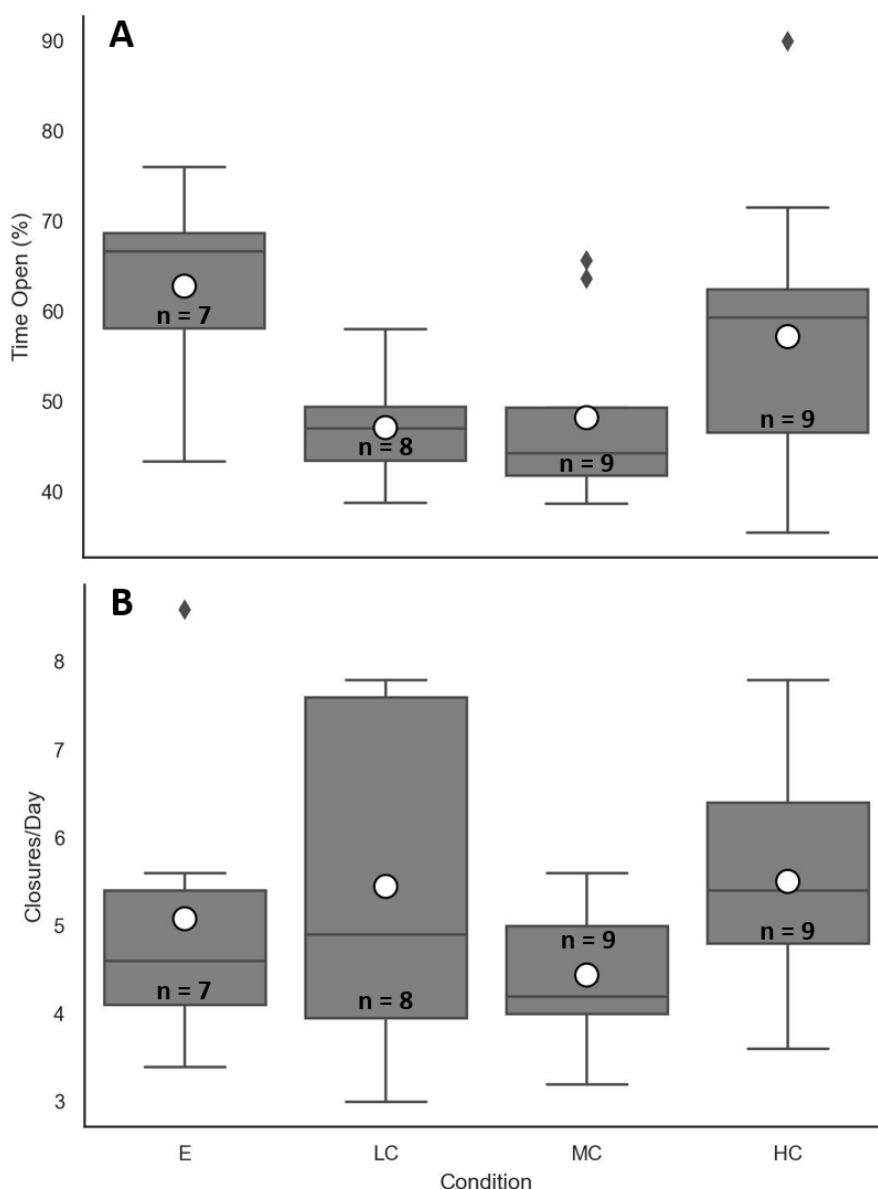 A
90
80
70
60
50
40
Time Open (%)
n = 7
n = 8
n = 9
n = 9
B
8
7
6
5
4
3
Closures/Day
n = 7
n = 8
n = 9
n = 9
E LC MC HC
Condition